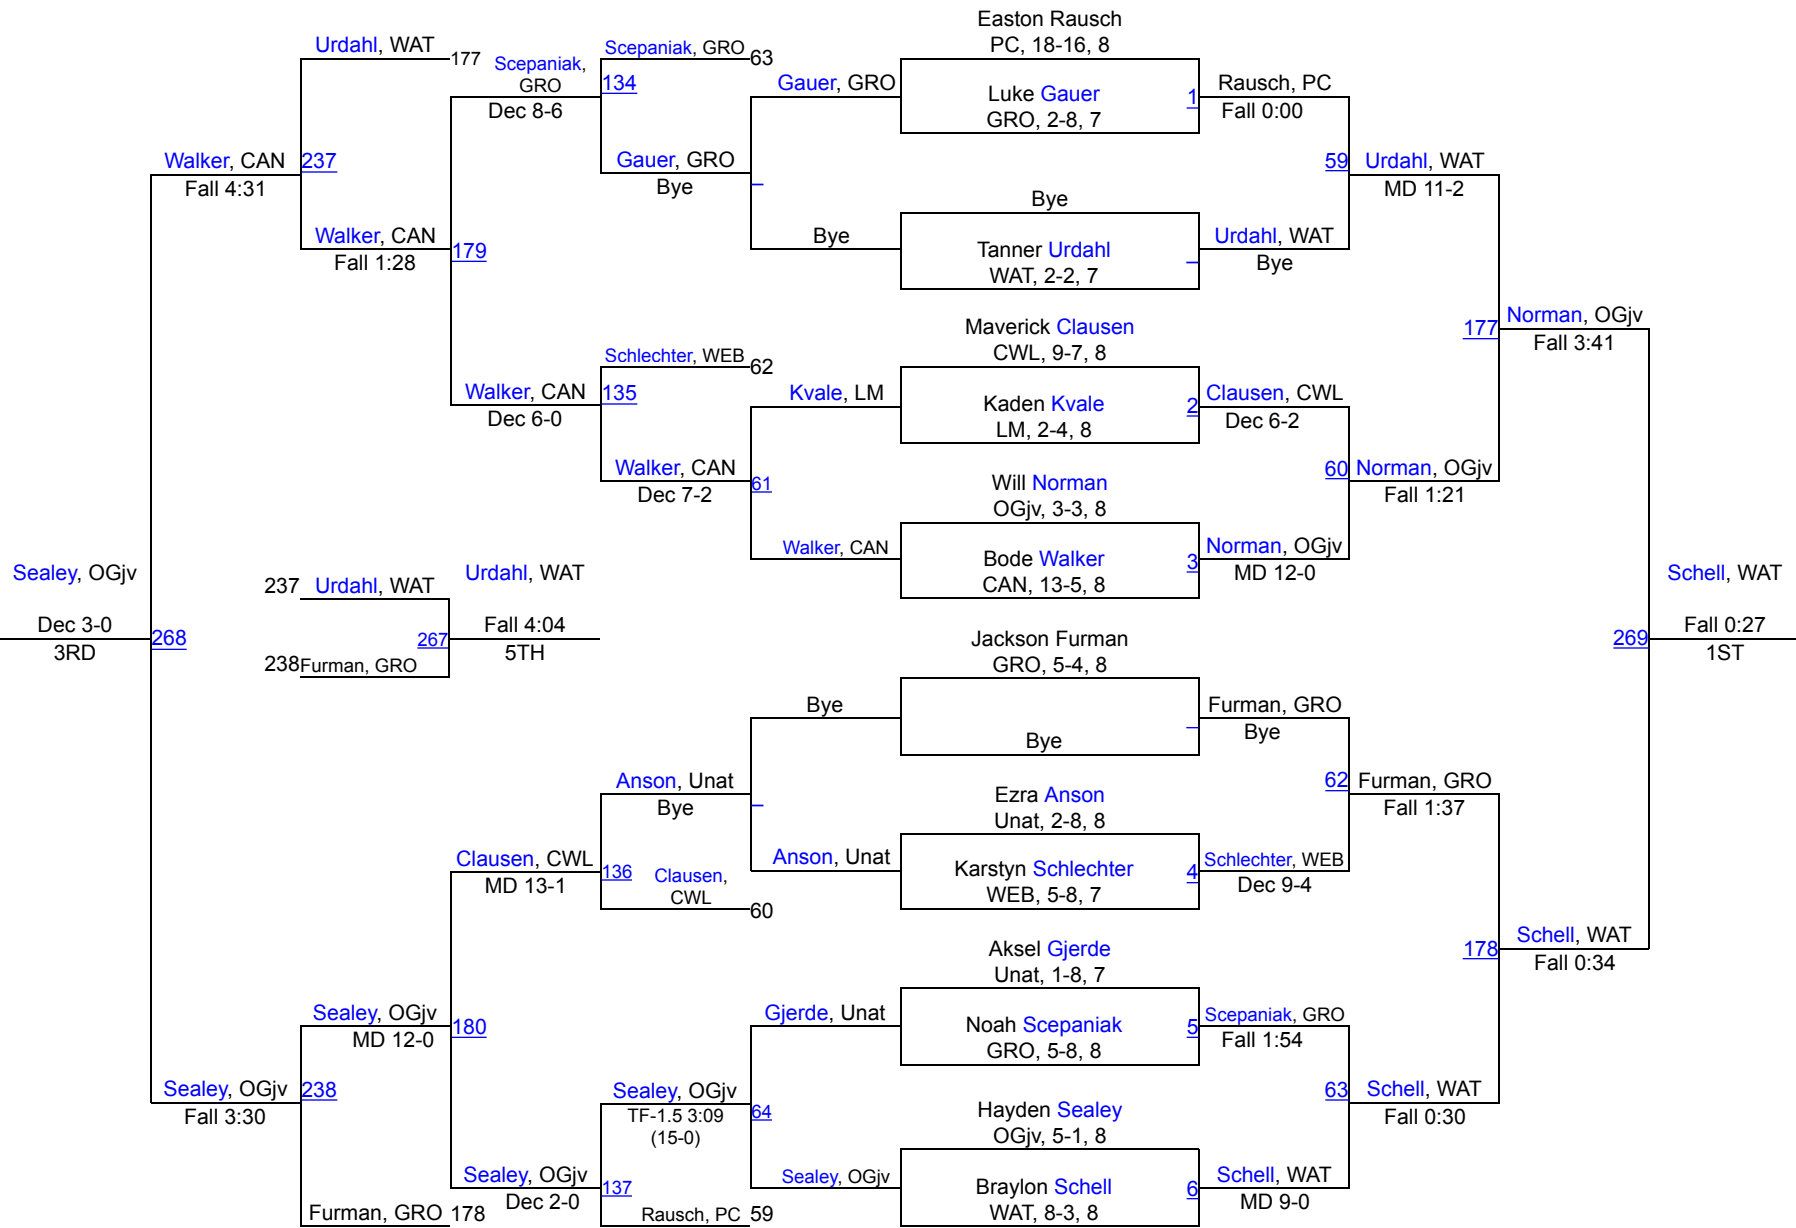 Easton Rausch
PC, 18-16, 8
Luke Gauer
GRO, 2-8, 7
1
Bye
Tanner Urdahl
WAT, 2-2, 7
Maverick Clausen
CWL, 9-7, 8
Kaden Kvale
LM, 2-4, 8
2
Will Norman
OGjv, 3-3, 8
Bode Walker
CAN, 13-5, 8
3
Jackson Furman
GRO, 5-4, 8
Bye
Ezra Anson
Unat, 2-8, 8
Karstyn Schlechter
WEB, 5-8, 7
4
Aksel Gjerde
Unat, 1-8, 7
Noah Scepaniak
GRO, 5-8, 8
5
Hayden Sealey
OGjv, 5-1, 8
Braylon Schell
WAT, 8-3, 8
6
Rausch, PC
Fall 0:00
59
Urdahl, WAT
Bye
Clausen, CWL
Dec 6-2
60
Norman, OGjv
MD 12-0
Furman, GRO
Bye
62
Schlechter, WEB
Dec 9-4
Scepaniak, GRO
Fall 1:54
63
Schell, WAT
MD 9-0
Urdahl, WAT
MD 11-2
177
Norman, OGjv
Fall 1:21
Furman, GRO
Fall 1:37
178
Schell, WAT
Fall 0:30
Norman, OGjv
Fall 3:41
269
Schell, WAT
Fall 0:34
Schell, WAT
Fall 0:27
1ST
Gauer, GRO
Bye
Kvale, LM
61
Walker, CAN
Bye
Anson, Unat
Gjerde, Unat
64
Sealey, OGjv
Scepaniak, GRO
63
134
Gauer, GRO
Bye
Schlechter, WEB
62
135
Walker, CAN
Dec 7-2
Anson, Unat
Bye
136
Clausen,
CWL
60
Sealey, OGjv
TF-1.5 3:09
(15-0)
137
Rausch, PC
59
Scepaniak,
GRO
Dec 8-6
179
Walker, CAN
Dec 6-0
Clausen, CWL
MD 13-1
180
Sealey, OGjv
Dec 2-0
Urdahl, WAT
177
237
Walker, CAN
Fall 1:28
Sealey, OGjv
MD 12-0
238
Furman, GRO
178
Walker, CAN
Fall 4:31
268
Sealey, OGjv
Fall 3:30
Sealey, OGjv
Dec 3-0
3RD
237
Urdahl, WAT
267
238
Furman, GRO
Urdahl, WAT
Fall 4:04
5TH